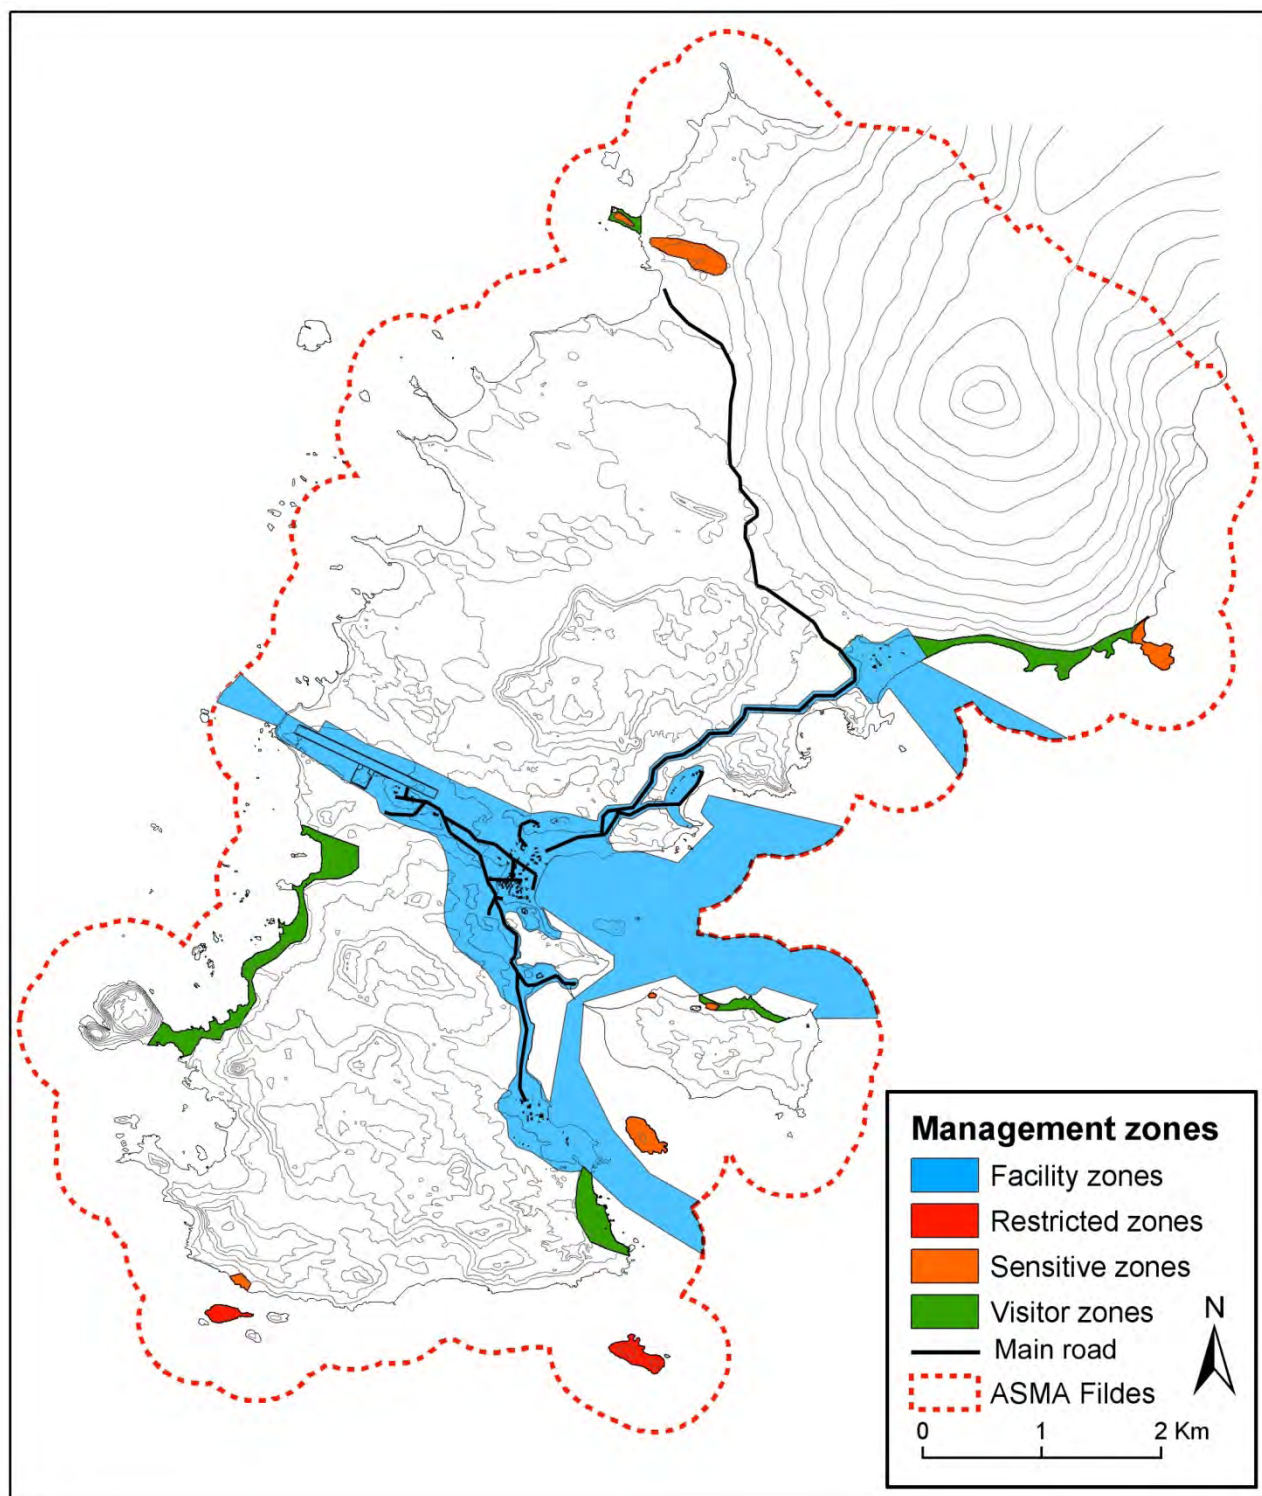 Management zones
Facility zones
Restricted zones
Sensitive zones
Visitor zones
N
Main road
ASMA Fildes
0 1 2 Km